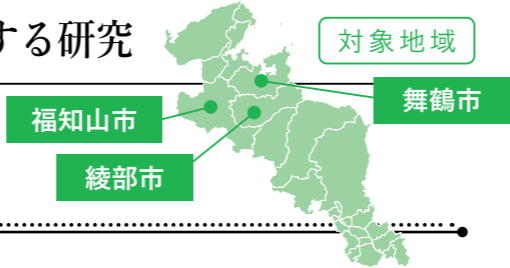 する研究
対象地域
舞鶴市
福知山市
綾部市